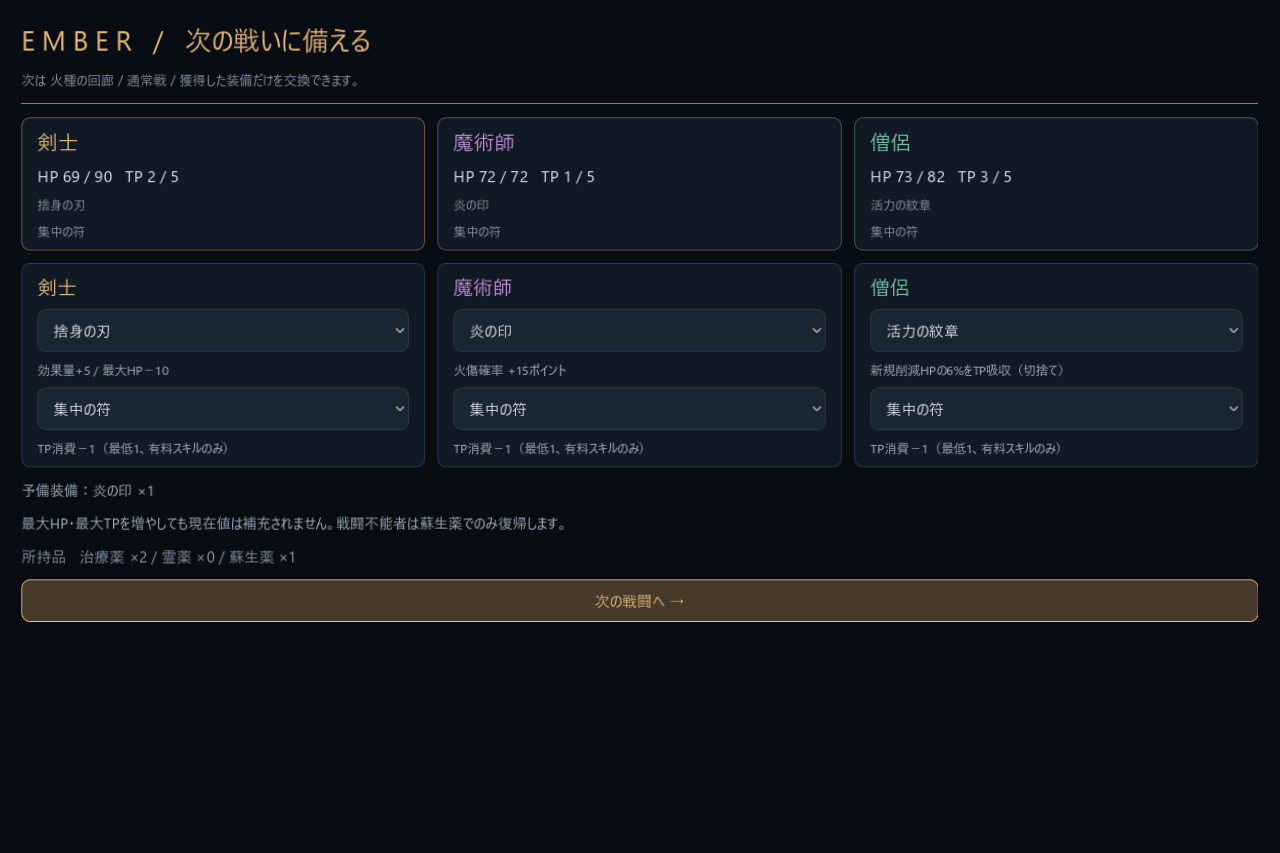 EMBER / 次の戦いに備える
次は 火種の回廊 / 通常戦 / 獲得した装備だけを交換できます。
剣士
HP 69 / 90 TP 2 / 5
捨身の刃
集中の符
魔術師
HP 72 / 72 TP 1 / 5
炎の印
集中の符
僧侶
HP 73 / 82 TP 3 / 5
活力の紋章
集中の符
剣士
捨身の刃
効果量+5 / 最大HP−10
集中の符
TP消費−1（最低1、有料スキルのみ）
魔術師
炎の印
火傷確率 +15ポイント
集中の符
TP消費−1（最低1、有料スキルのみ）
僧侶
活力の紋章
新規削減HPの6%をTP吸収（切捨て）
集中の符
TP消費−1（最低1、有料スキルのみ）
予備装備：炎の印 ×1
最大HP・最大TPを増やしても現在値は補充されません。戦闘不能者は蘇生薬でのみ復帰します。
所持品 治療薬 ×2 / 霊薬 ×0 / 蘇生薬 ×1
次の戦闘へ →